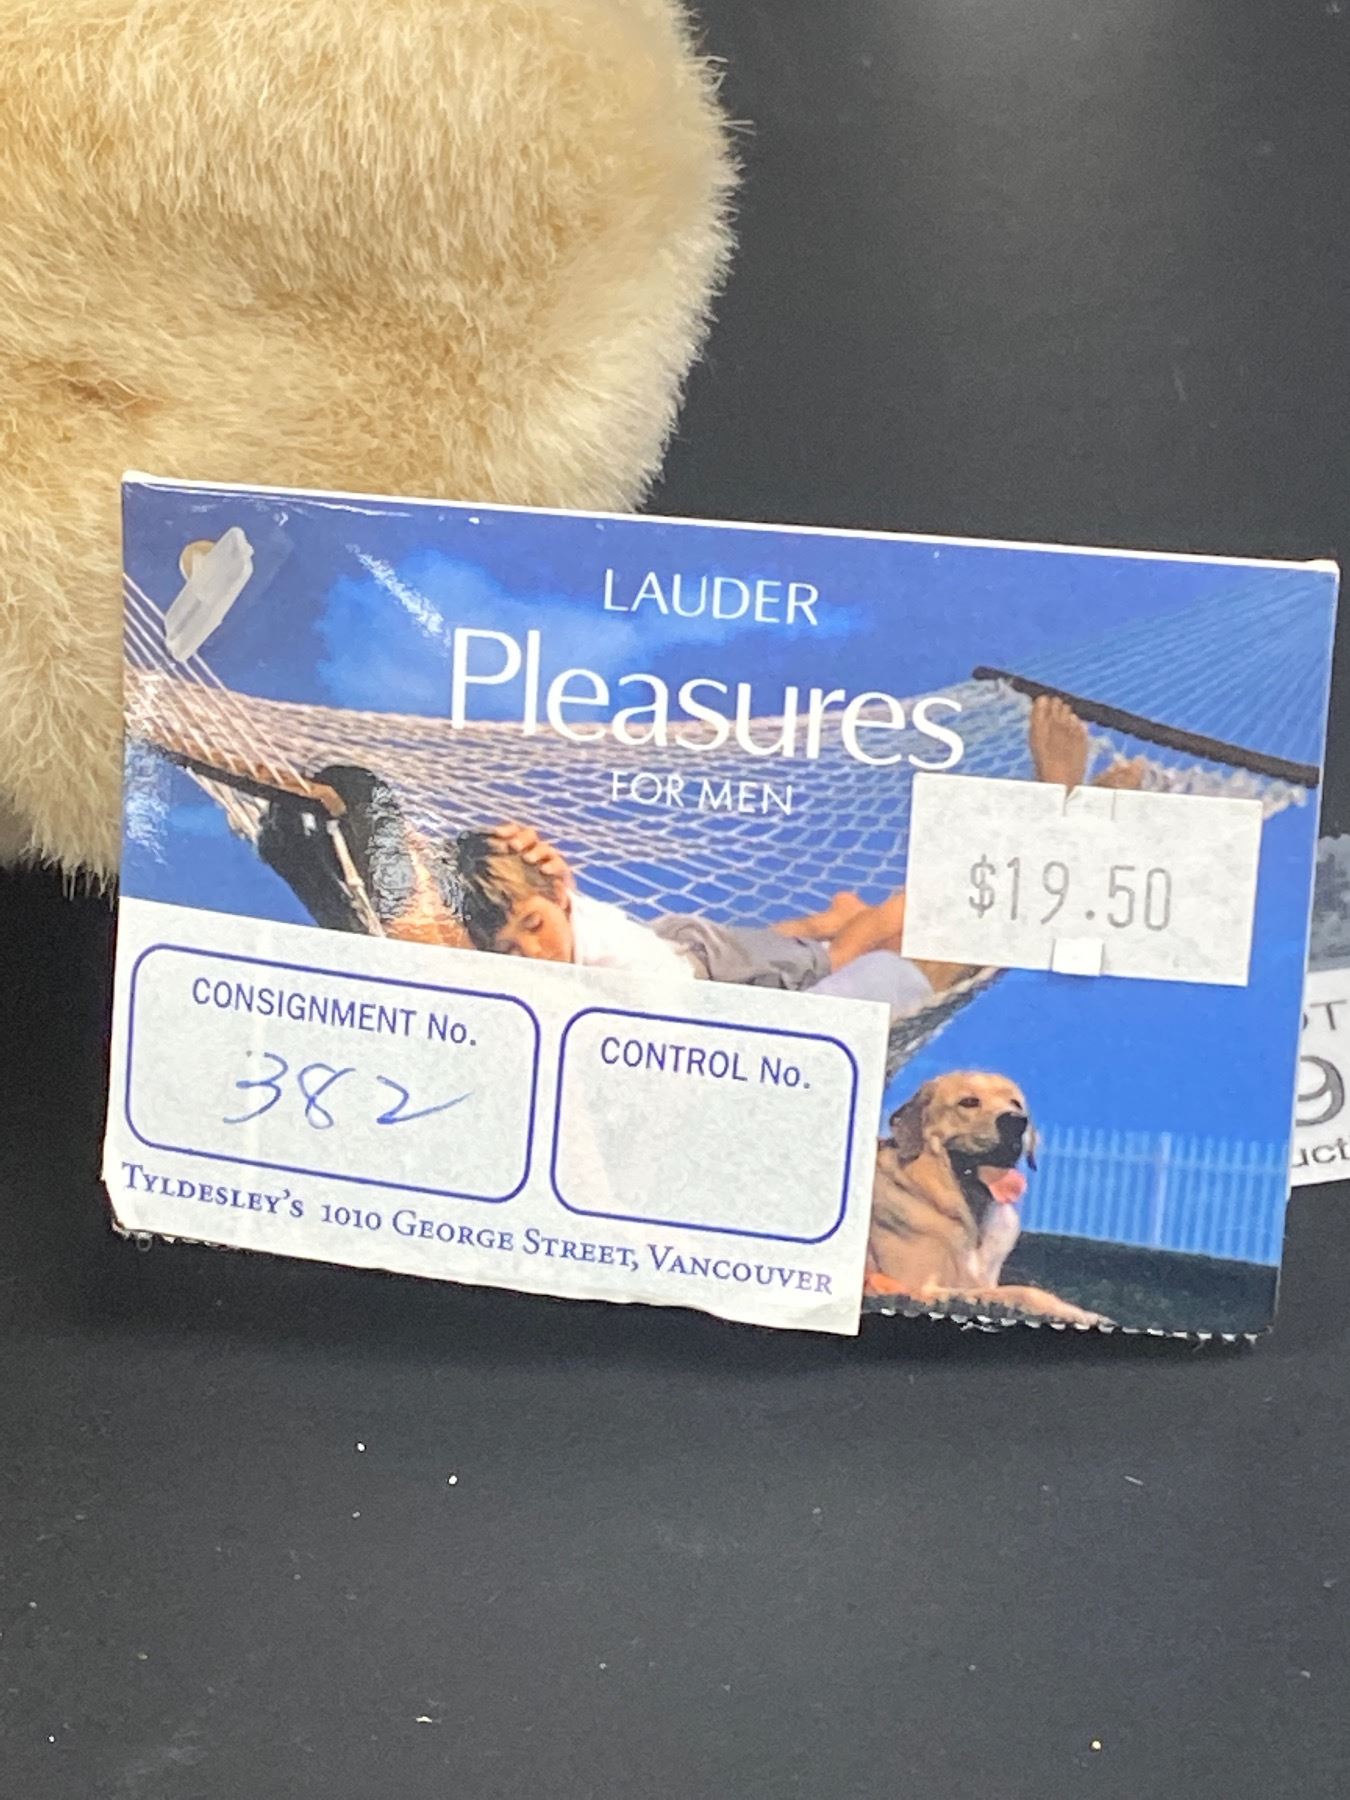 LAUDER
Pleasures
FOR MEN
$19.50
CONSIGNMENT No.
382
CONTROL No.
TYLDESLEY'S 1010 GEORGE STREET, VANCOUVER